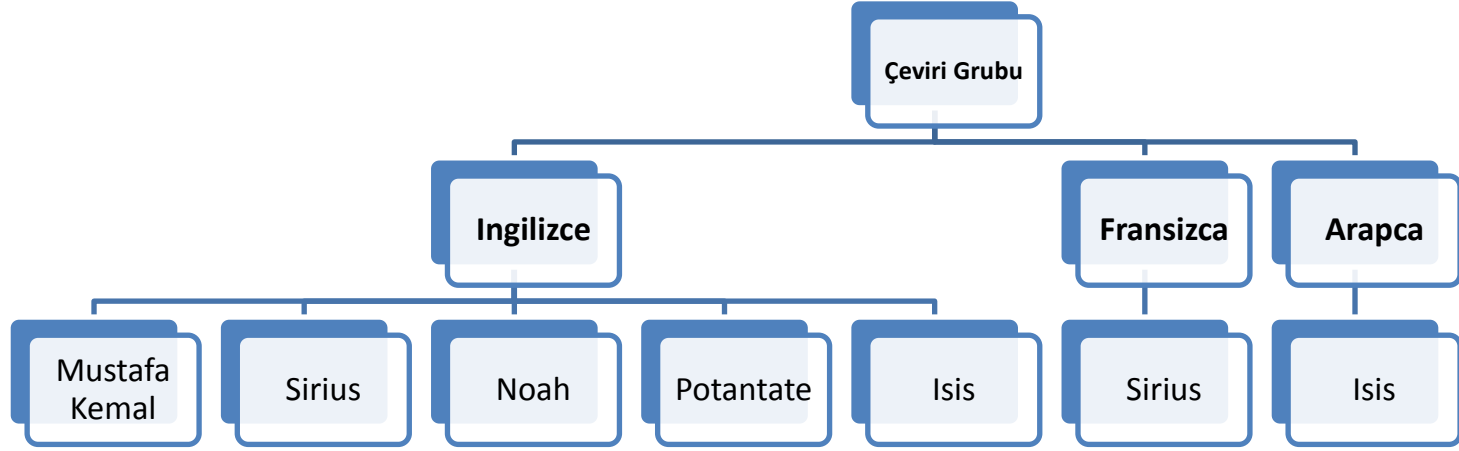 Çeviri Grubu
Ingilizce
Fransizca
Arapca
Mustafa
Kemal
Sirius
Noah
Potantate
Isis
Sirius
Isis